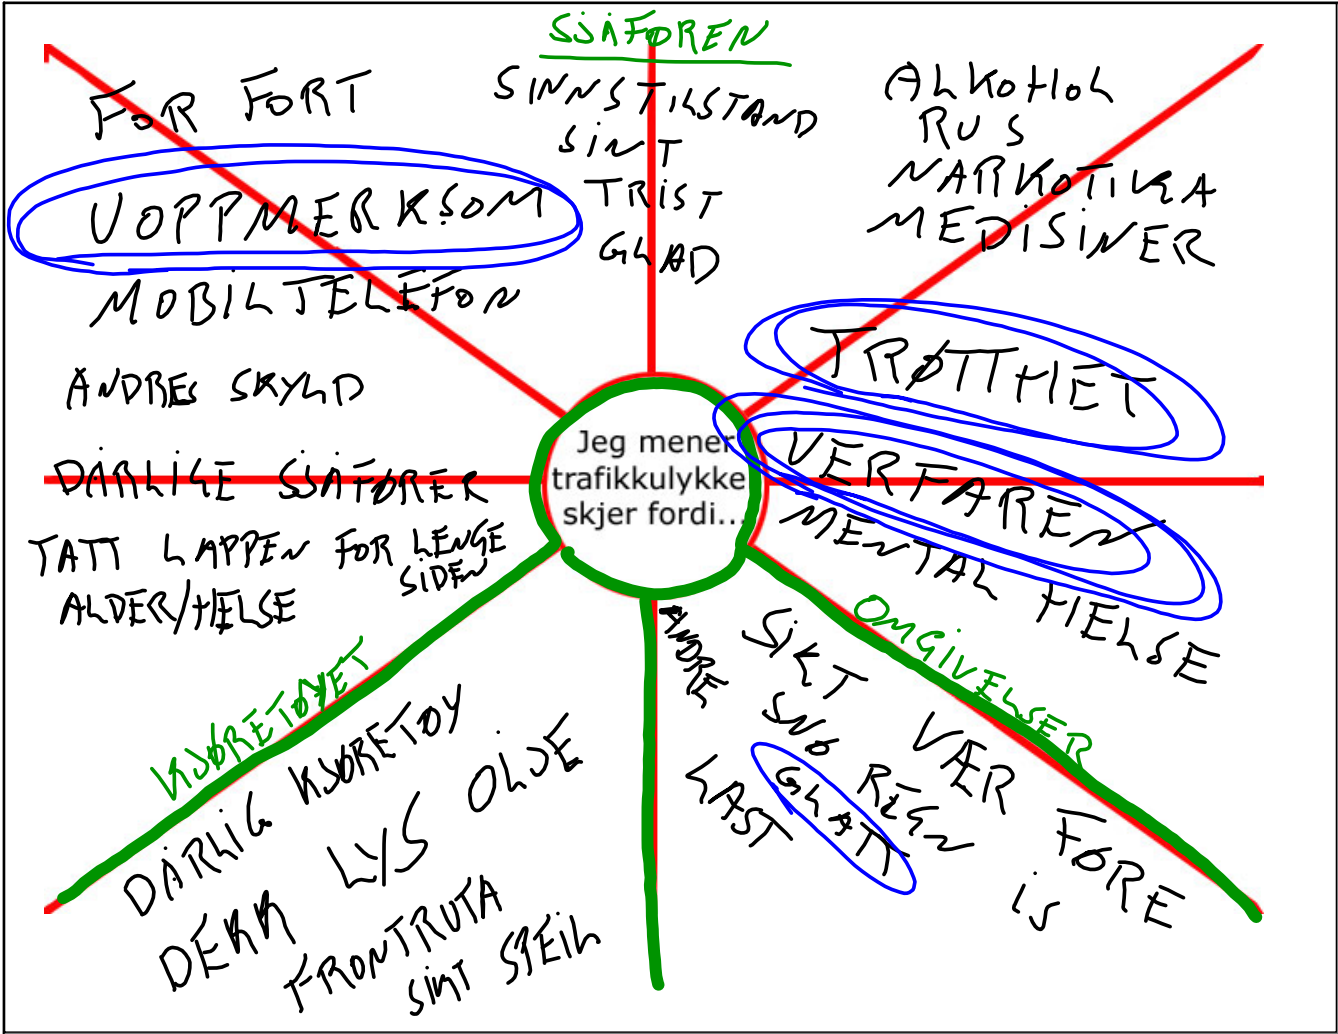 SJÅFØREN
FOR FORT
UOPPMERKSOM
MOBILTELEFON
ANDRES SKYLD
DÅRLIGE SJÅFØRER
TATT LAPPEN FOR LENGE
SIDEN
ALDER/HELSE
SINNSTILSTAND
SINT
TRIST
GLAD
ALKOHOL
RUS
NARKOTIKA
MEDISINER
TRØTTHET
UERFAREN
MENTAL HELSE
Jeg mener
trafikkulykke
skjer fordi...
KJØRETØYET
DÅRLIG KJØRETØY
DEKK LYS OLJE
FRONTRUTA
SIKT SPEIL
OMGIVELSER
ANDRE
SIKT VÆR FØRE
SNØ REGN IS
GLATT
LAST